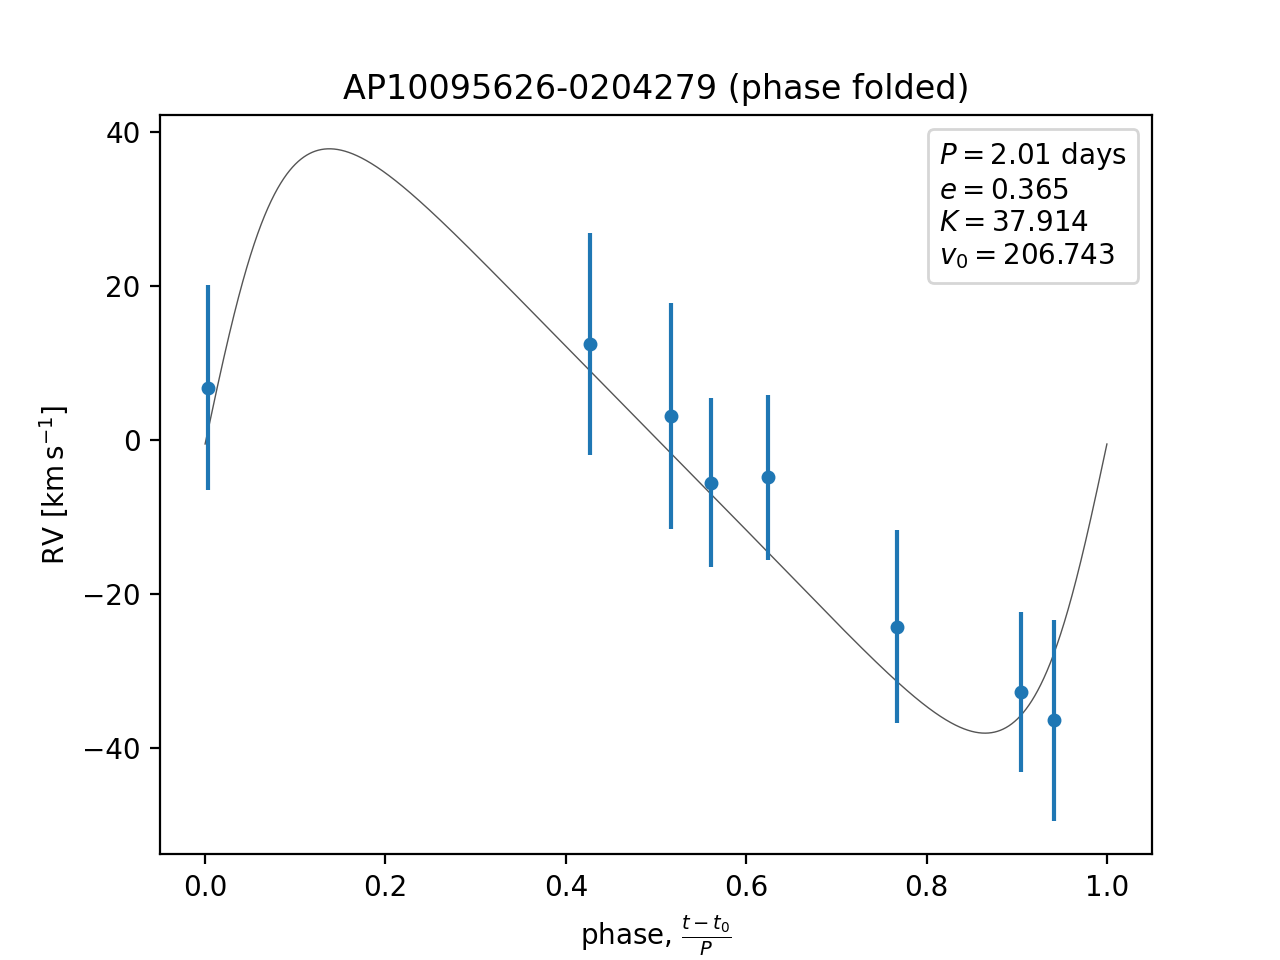 AP10095626-0204279 (phase folded)
P = 2.01 days
e = 0.365
K = 37.914
v₀ = 206.743
40
20
0
−20
−40
RV [km s⁻¹]
0.0 0.2 0.4 0.6 0.8 1.0
phase, (t − t₀)/P